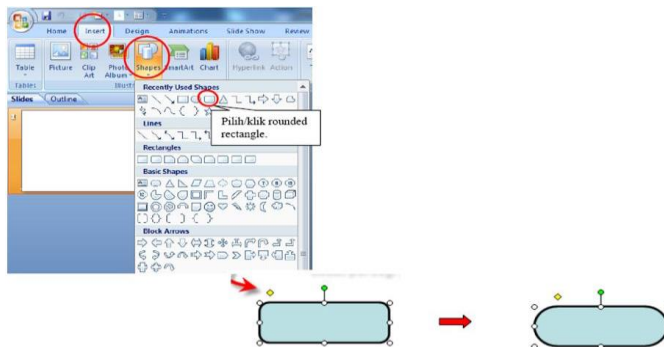 Home Insert Design Animations Slide Show Review
Table Picture Clip Art Photo Album Shapes SmartArt Chart Hyperlink Action
Tables
Slides Outline
Recently Used Shapes
Pilih/klik rounded
rectangle.
Lines
Rectangles
Basic Shapes
Block Arrows